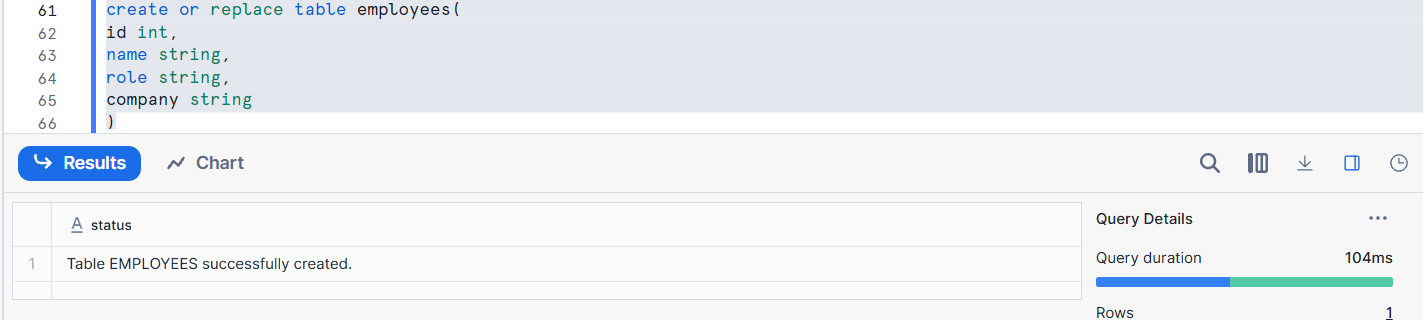 61 create or replace table employees(
62 id int,
63 name string,
64 role string,
65 company string
66 )
Results Chart
A status
Query Details
1 Table EMPLOYEES successfully created.
Query duration 104ms
Rows 1